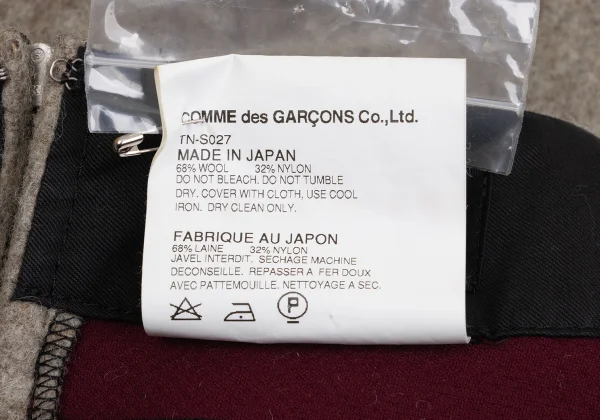 COMME des GARÇONS Co.,Ltd.
TN-S027
MADE IN JAPAN
68% WOOL 32% NYLON
DO NOT BLEACH. DO NOT TUMBLE
DRY. COVER WITH CLOTH, USE COOL
IRON. DRY CLEAN ONLY.
FABRIQUE AU JAPON
68% LAINE 32% NYLON
JAVEL INTERDIT. SECHAGE MACHINE
DECONSEILLE. REPASSER A FER DOUX
AVEC PATTEMOUILLE. NETTOYAGE A SEC.
P